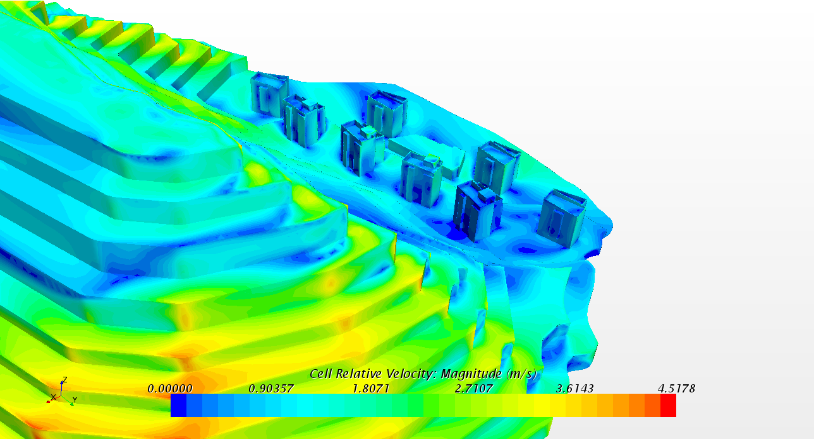 Cell Relative Velocity: Magnitude (m/s)
0.00000 0.90357 1.8071 2.7107 3.6143 4.5178
Z
X Y